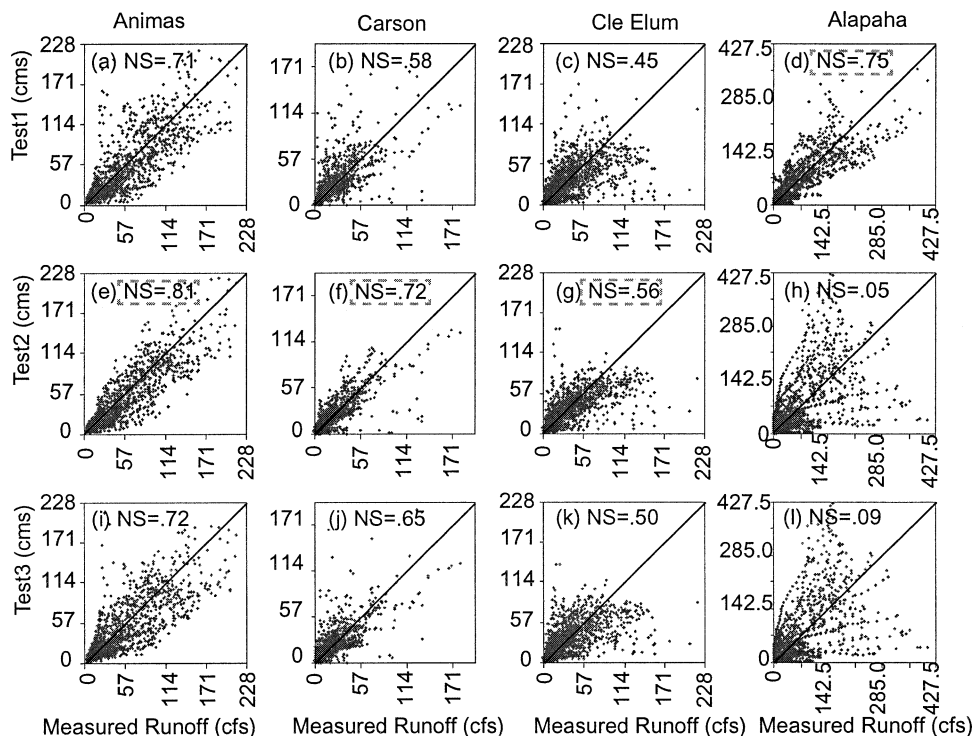 Animas Carson Cle Elum Alapaha
Test1 (cms)
228
171
114
57
0
(a) NS=.71
0 57 114 171 228
171
114
57
0
(b) NS=.58
0 57 114 171
228
171
114
57
0
(c) NS=.45
0 57 114 171 228
427.5
285.0
142.5
0
(d) NS=.75
0 142.5 285.0 427.5
Test2 (cms)
228
171
114
57
0
(e) NS=.81
0 57 114 171 228
171
114
57
0
(f) NS=.72
0 57 114 171
228
171
114
57
0
(g) NS=.56
0 57 114 171 228
427.5
285.0
142.5
0
(h) NS=.05
0 142.5 285.0 427.5
Test3 (cms)
228
171
114
57
0
(i) NS=.72
0 57 114 171 228
171
114
57
0
(j) NS=.65
0 57 114 171
228
171
114
57
0
(k) NS=.50
0 57 114 171 228
427.5
285.0
142.5
0
(l) NS=.09
0 142.5 285.0 427.5
Measured Runoff (cfs) Measured Runoff (cfs) Measured Runoff (cfs) Measured Runoff (cfs)